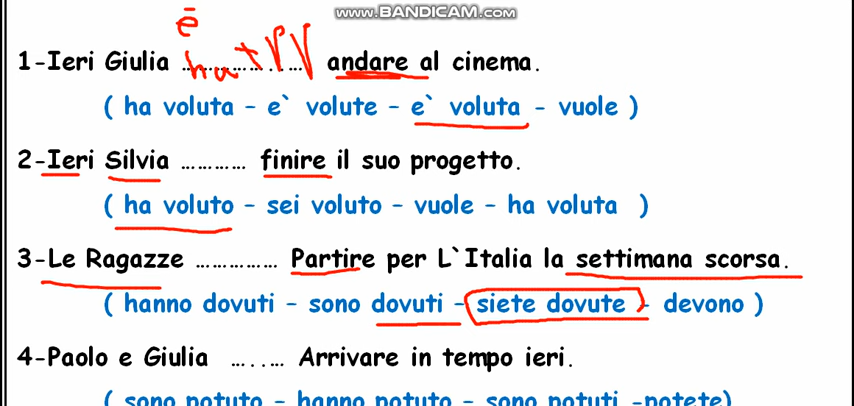 www.BANDICAM.com
ē
1-Ieri Giulia ha + VV andare al cinema.
( ha voluta - e` volute - e` voluta - vuole )
2-Ieri Silvia ………… finire il suo progetto.
( ha voluto - sei voluto - vuole - ha voluta )
3-Le Ragazze …………… Partire per L`Italia la settimana scorsa.
( hanno dovuti - sono dovuti - siete dovute - devono )
4-Paolo e Giulia …..… Arrivare in tempo ieri.
( sono potuto - hanno potuto - sono potuti -potete)